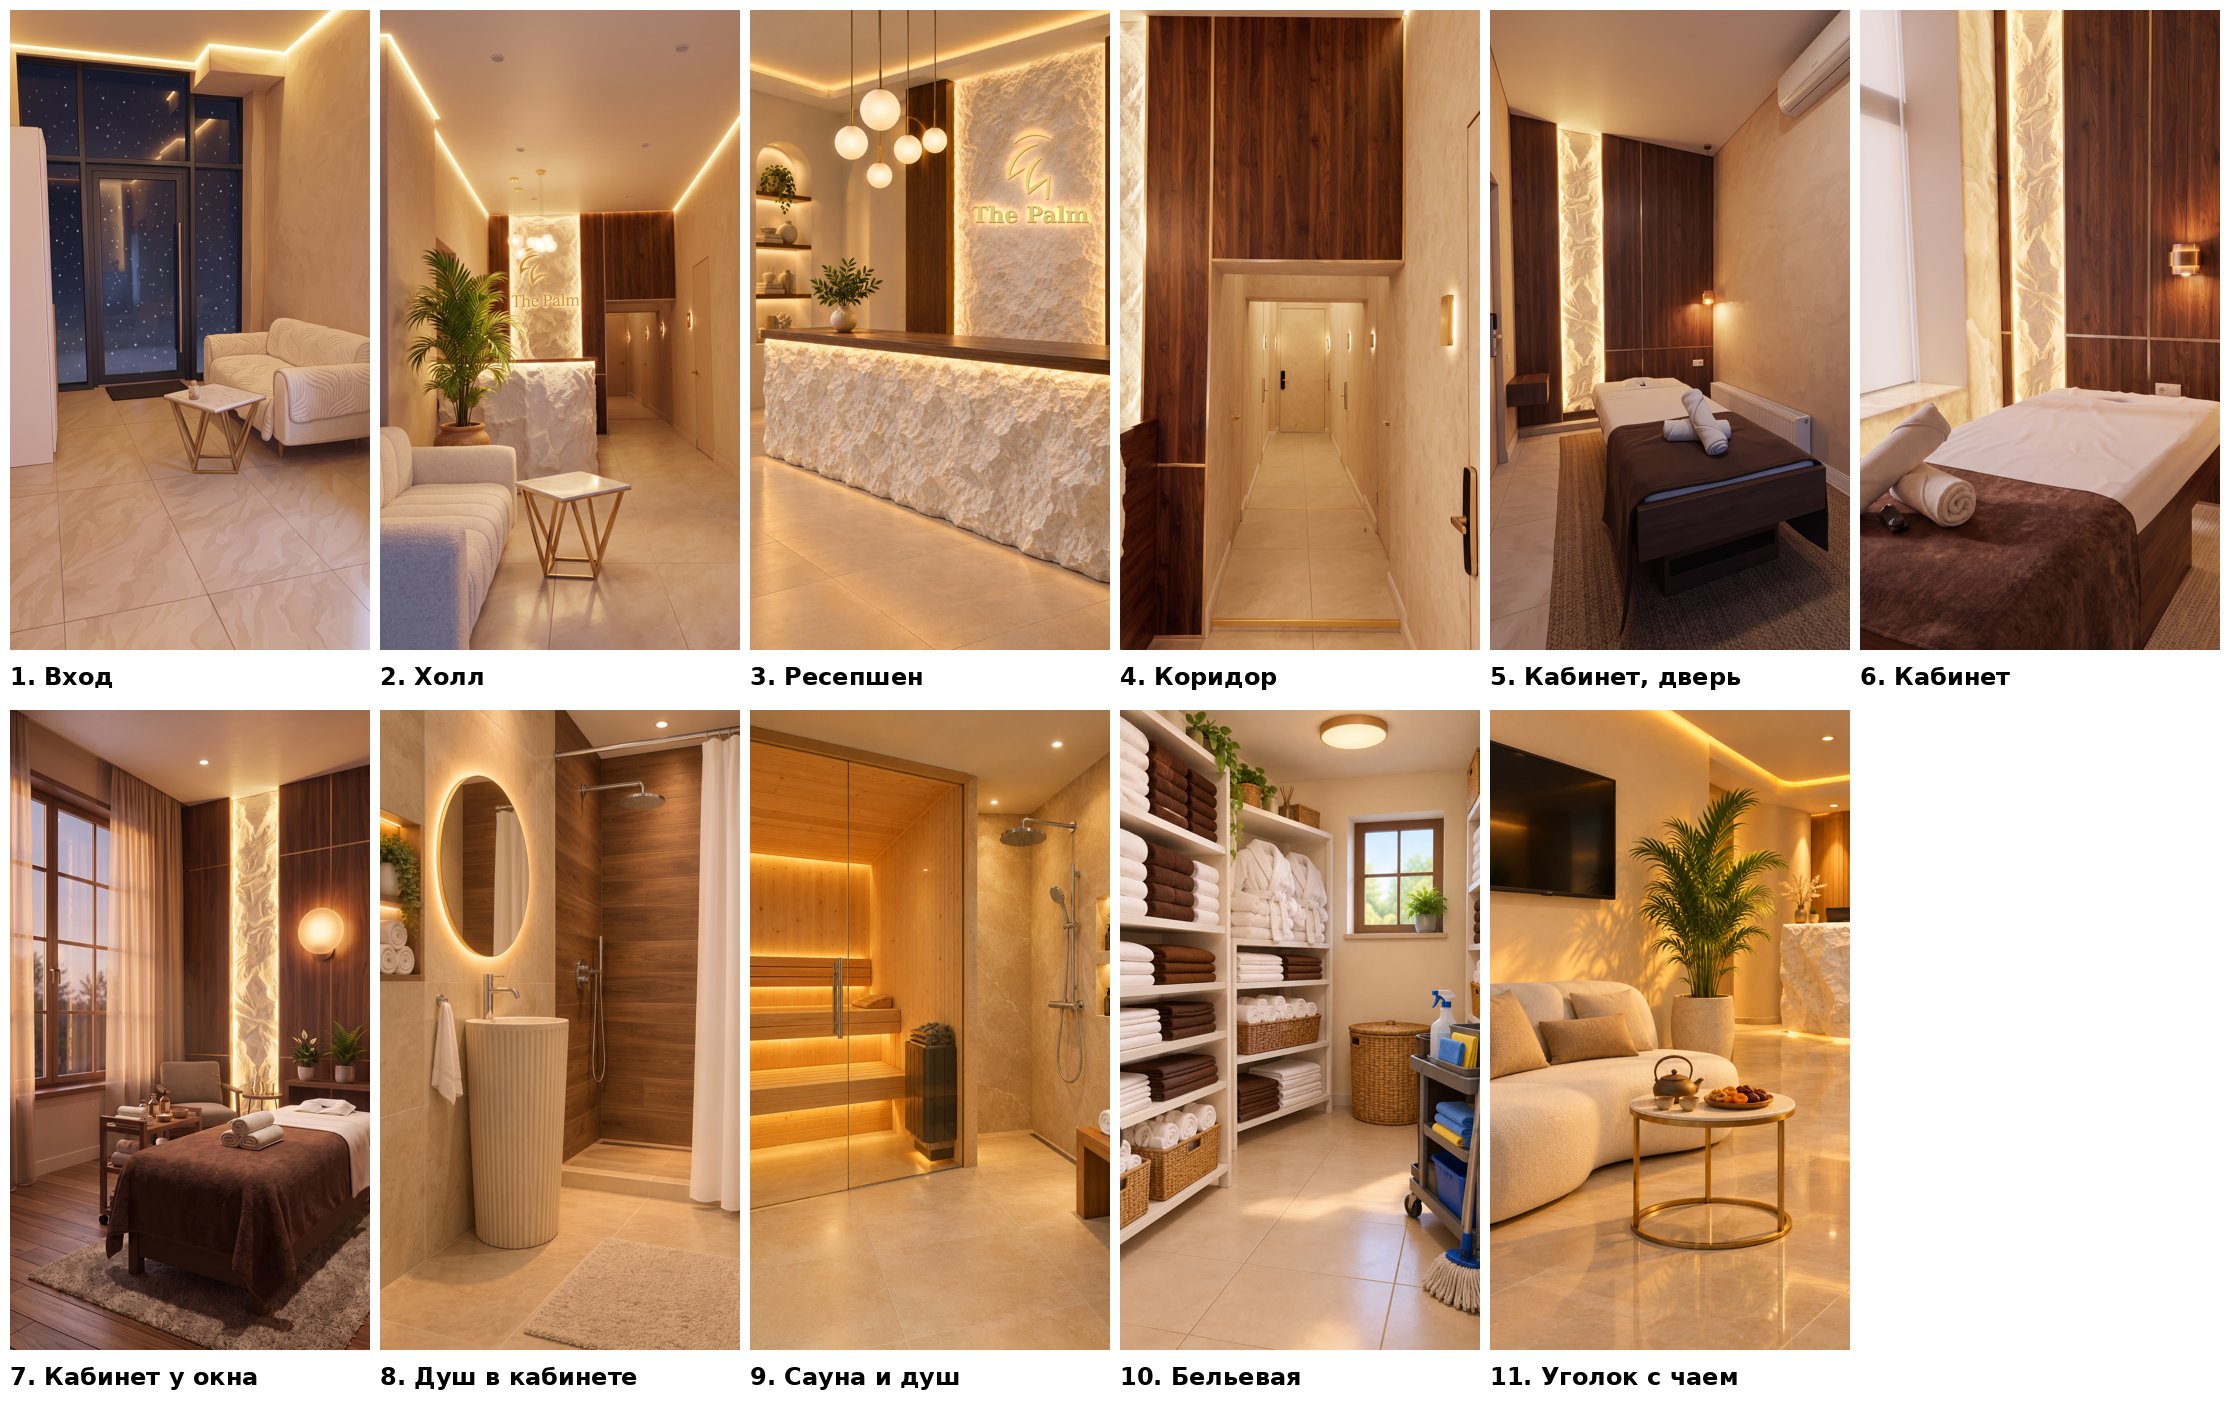 The Palm
The Palm
1. Вход
2. Холл
3. Ресепшен
4. Коридор
5. Кабинет, дверь
6. Кабинет
7. Кабинет у окна
8. Душ в кабинете
9. Сауна и душ
10. Бельевая
11. Уголок с чаем